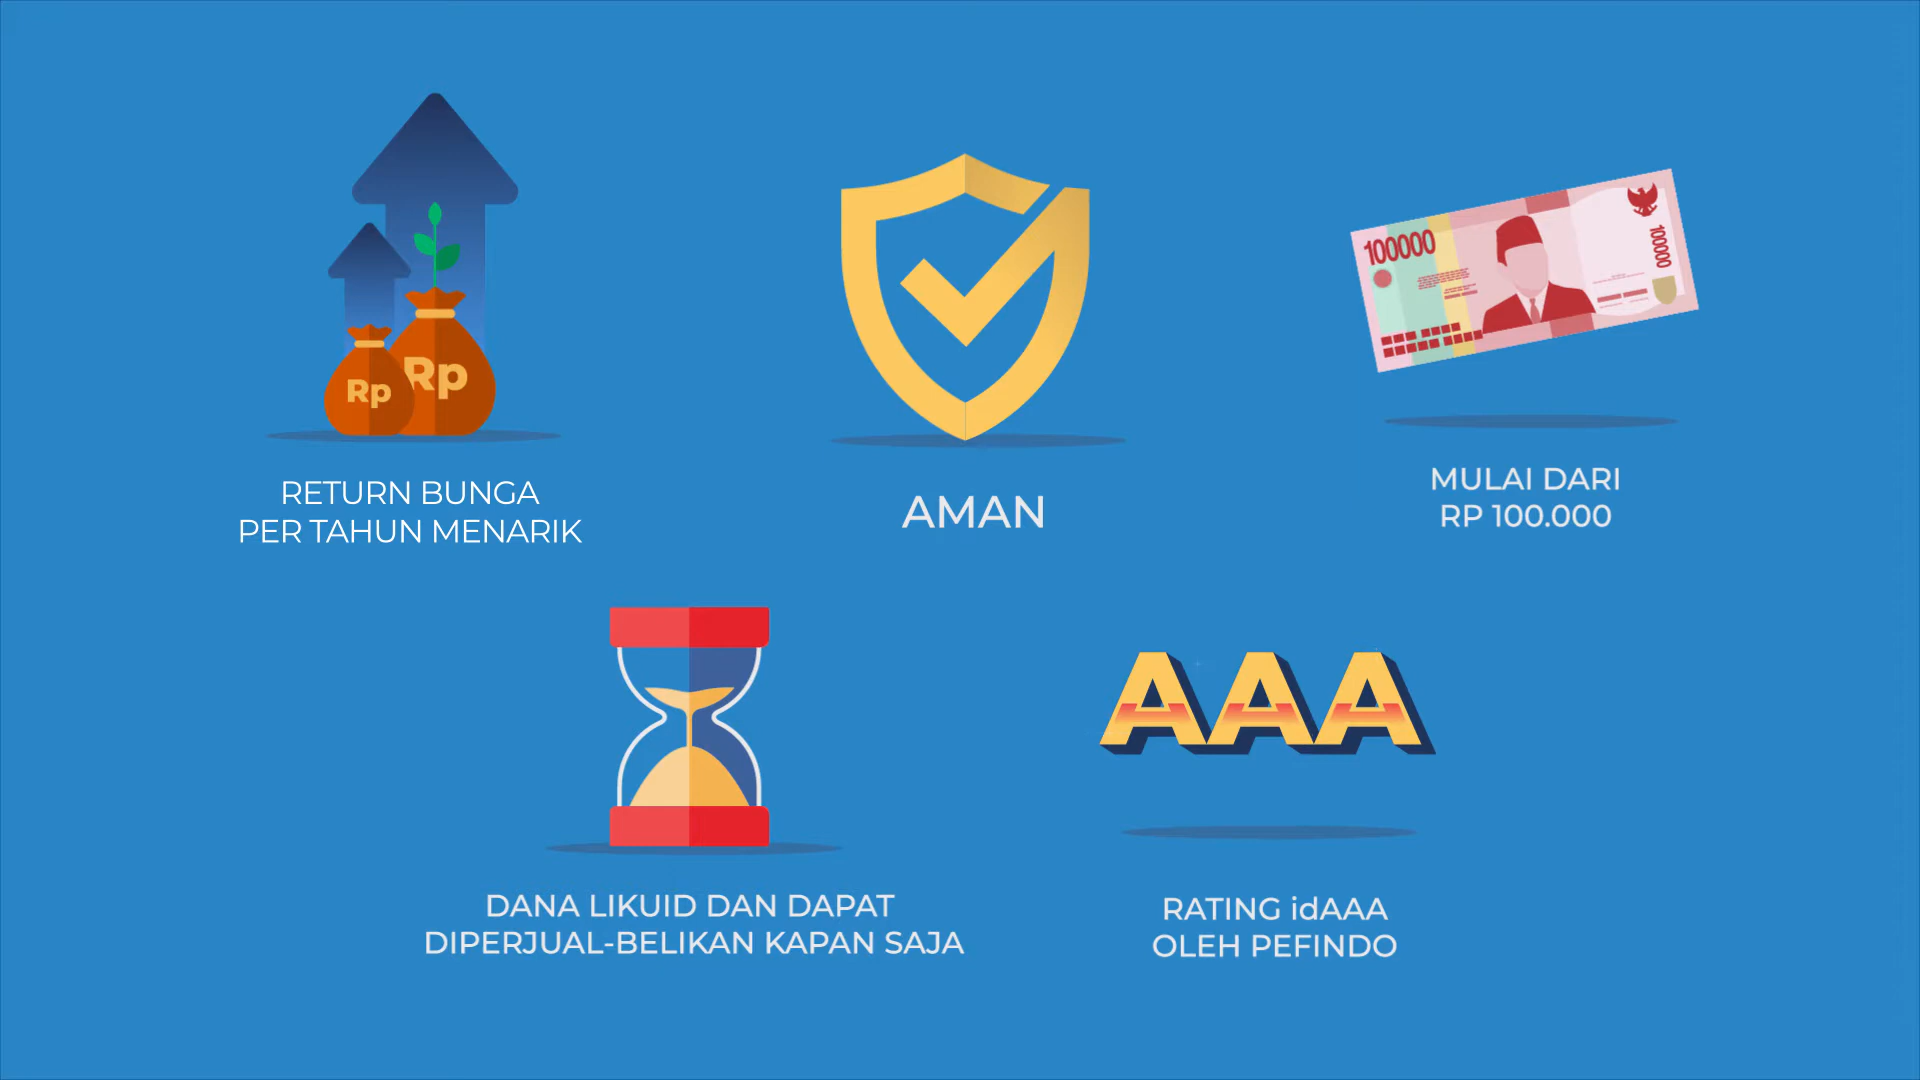 Rp
Rp
RETURN BUNGA
PER TAHUN MENARIK
AMAN
100000
100000
MULAI DARI
RP 100.000
DANA LIKUID DAN DAPAT
DIPERJUAL-BELIKAN KAPAN SAJA
AAA
RATING idAAA
OLEH PEFINDO